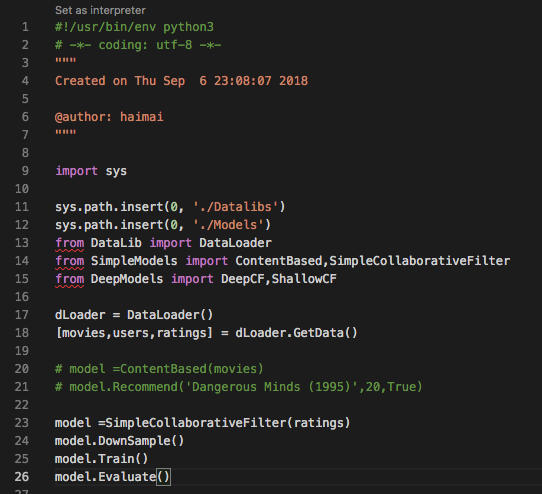 Set as interpreter
1 #!/usr/bin/env python3
2 # -*- coding: utf-8 -*-
3 """
4 Created on Thu Sep  6 23:08:07 2018
5
6 @author: haimai
7 """
8
9 import sys
10
11 sys.path.insert(0, './Datalibs')
12 sys.path.insert(0, './Models')
13 from DataLib import DataLoader
14 from SimpleModels import ContentBased,SimpleCollaborativeFilter
15 from DeepModels import DeepCF,ShallowCF
16
17 dLoader = DataLoader()
18 [movies,users,ratings] = dLoader.GetData()
19
20 # model =ContentBased(movies)
21 # model.Recommend('Dangerous Minds (1995)',20,True)
22
23 model =SimpleCollaborativeFilter(ratings)
24 model.DownSample()
25 model.Train()
26 model.Evaluate()
27